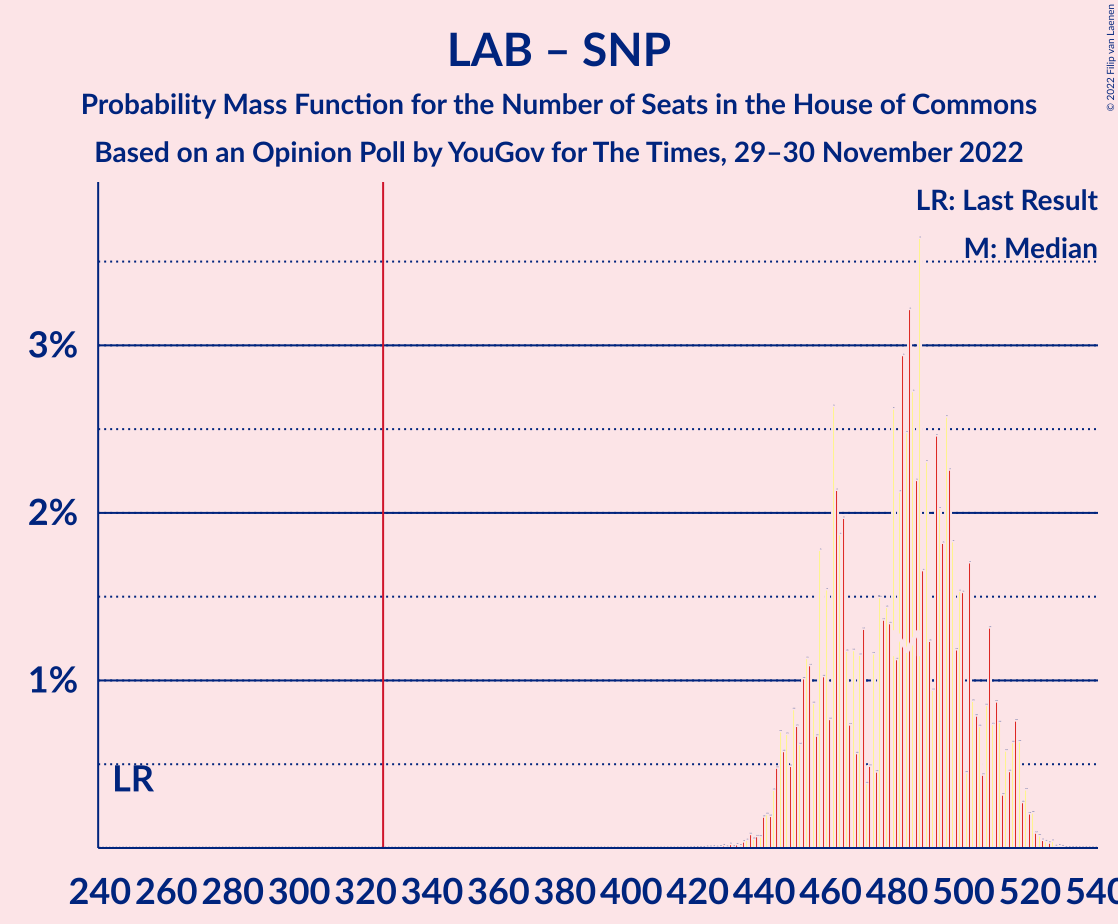 LAB – SNP
Probability Mass Function for the Number of Seats in the House of Commons
Based on an Opinion Poll by YouGov for The Times, 29–30 November 2022
© 2022 Filip van Laenen
LR: Last Result
M: Median
3%
2%
1%
LR
240 260 280 300 320 340 360 380 400 420 440 460 480 500 520 540